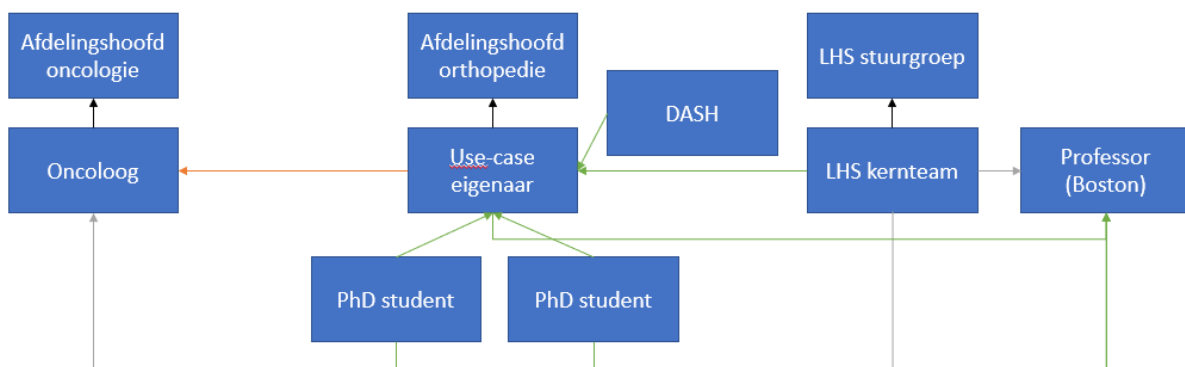 Afdelingshoofd
oncologie
Afdelingshoofd
orthopedie
LHS stuurgroep
DASH
Oncoloog
Use-case
eigenaar
LHS kernteam
Professor
(Boston)
PhD student
PhD student